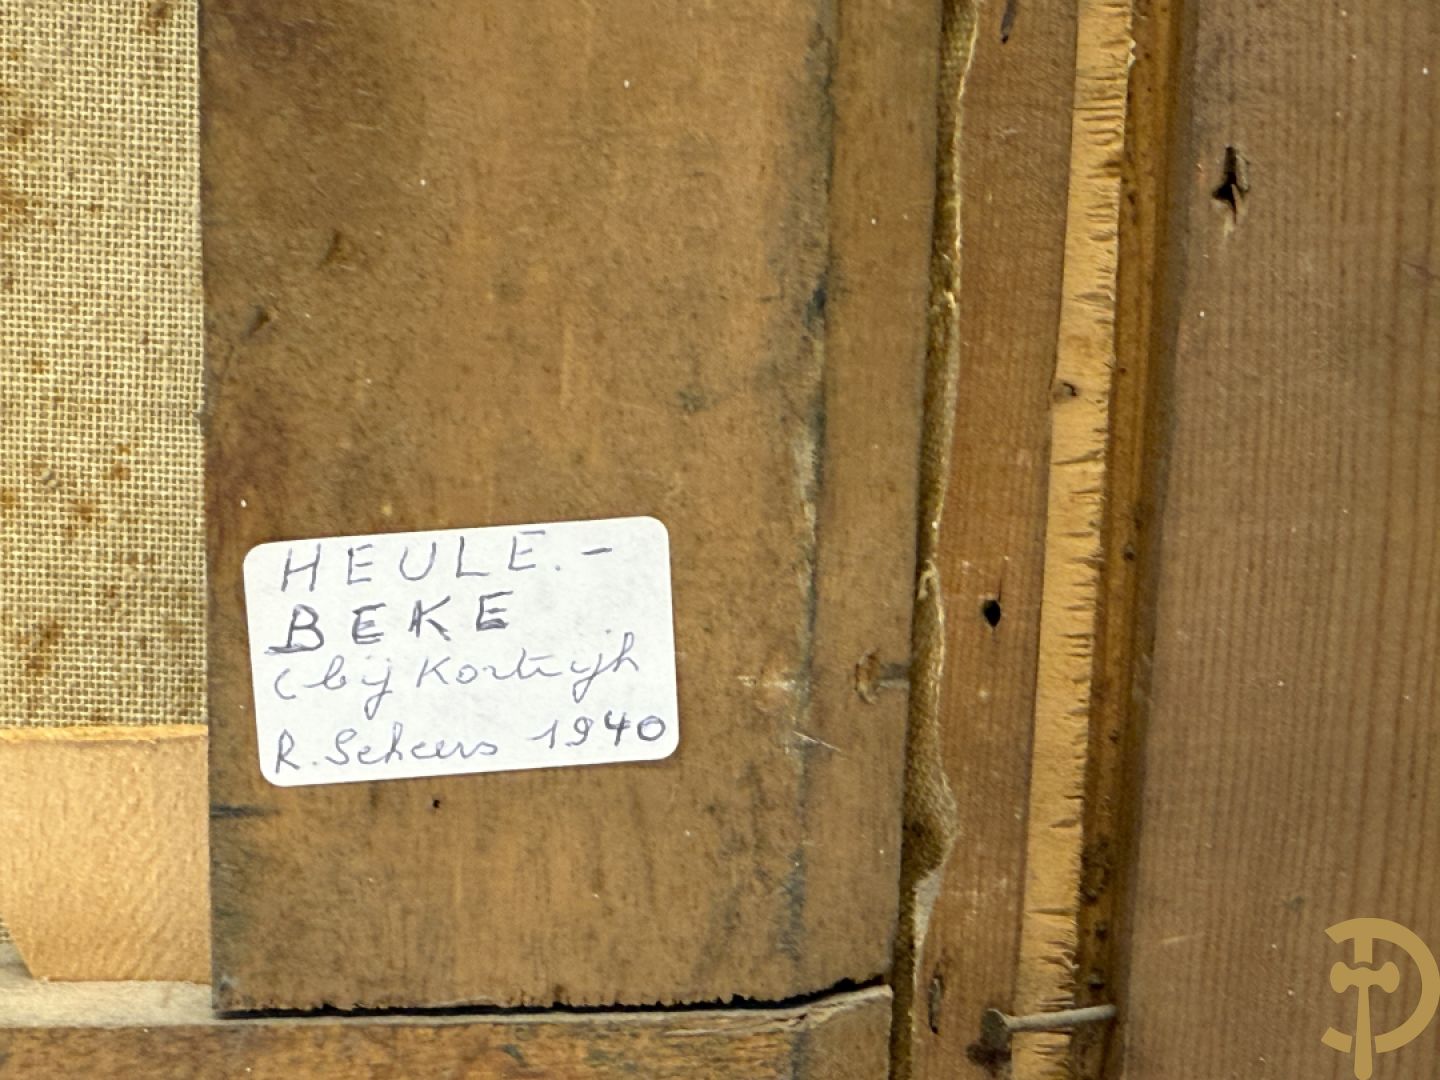 HEULE.-
BEKE
(bij Kortrijk
R. Scheers 1940